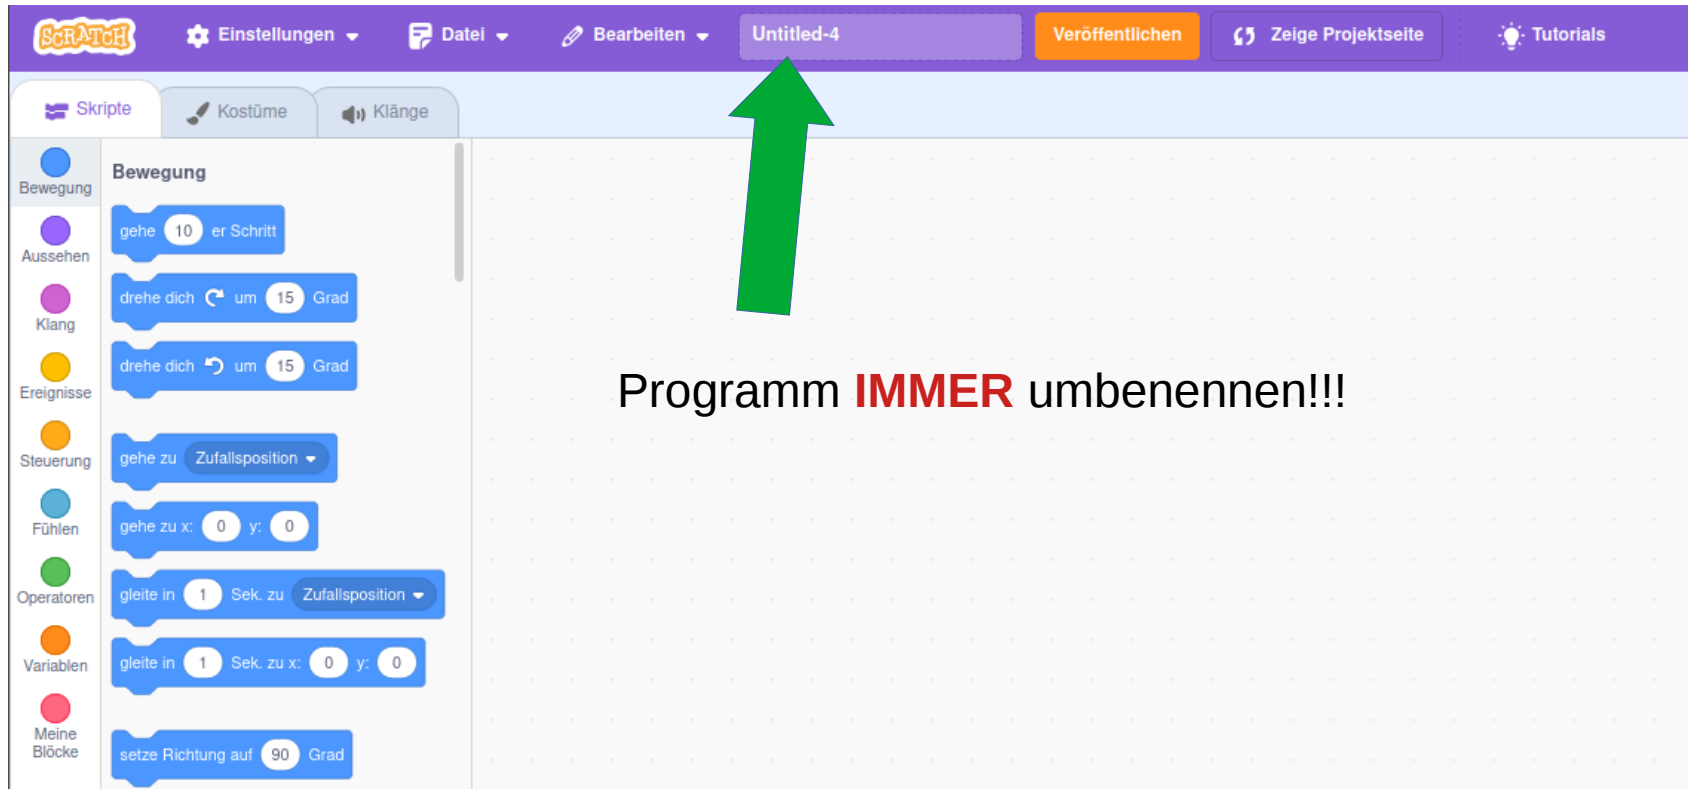 SCRATCH Einstellungen Datei Bearbeiten Untitled-4 Veröffentlichen Zeige Projektseite Tutorials
Skripte Kostüme Klänge
Bewegung
Aussehen
Klang
Ereignisse
Steuerung
Fühlen
Operatoren
Variablen
Meine
Blöcke
Bewegung
gehe 10 er Schritt
drehe dich um 15 Grad
drehe dich um 15 Grad
gehe zu Zufallsposition
gehe zu x: 0 y: 0
gleite in 1 Sek. zu Zufallsposition
gleite in 1 Sek. zu x: 0 y: 0
setze Richtung auf 90 Grad
Programm IMMER umbenennen!!!